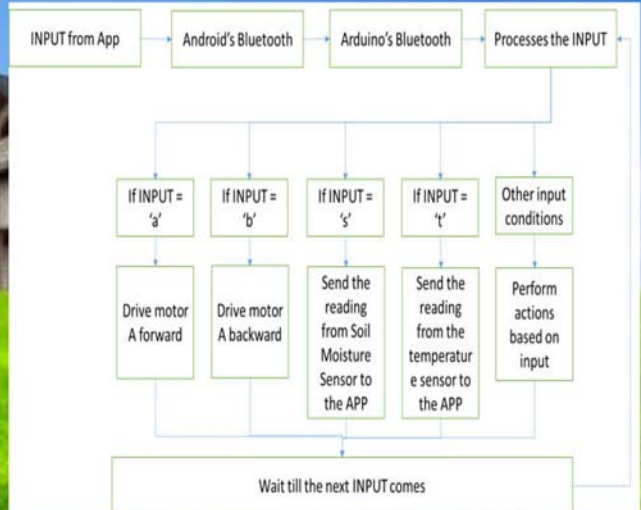 INPUT from App
Android's Bluetooth
Arduino's Bluetooth
Processes the INPUT
If INPUT =
'a'
If INPUT =
'b'
If INPUT =
's'
If INPUT =
't'
Other input
conditions
Drive motor
A forward
Drive motor
A backward
Send the
reading
from Soil
Moisture
Sensor to
the APP
Send the
reading
from the
temperatur
e sensor to
the APP
Perform
actions
based on
input
Wait till the next INPUT comes